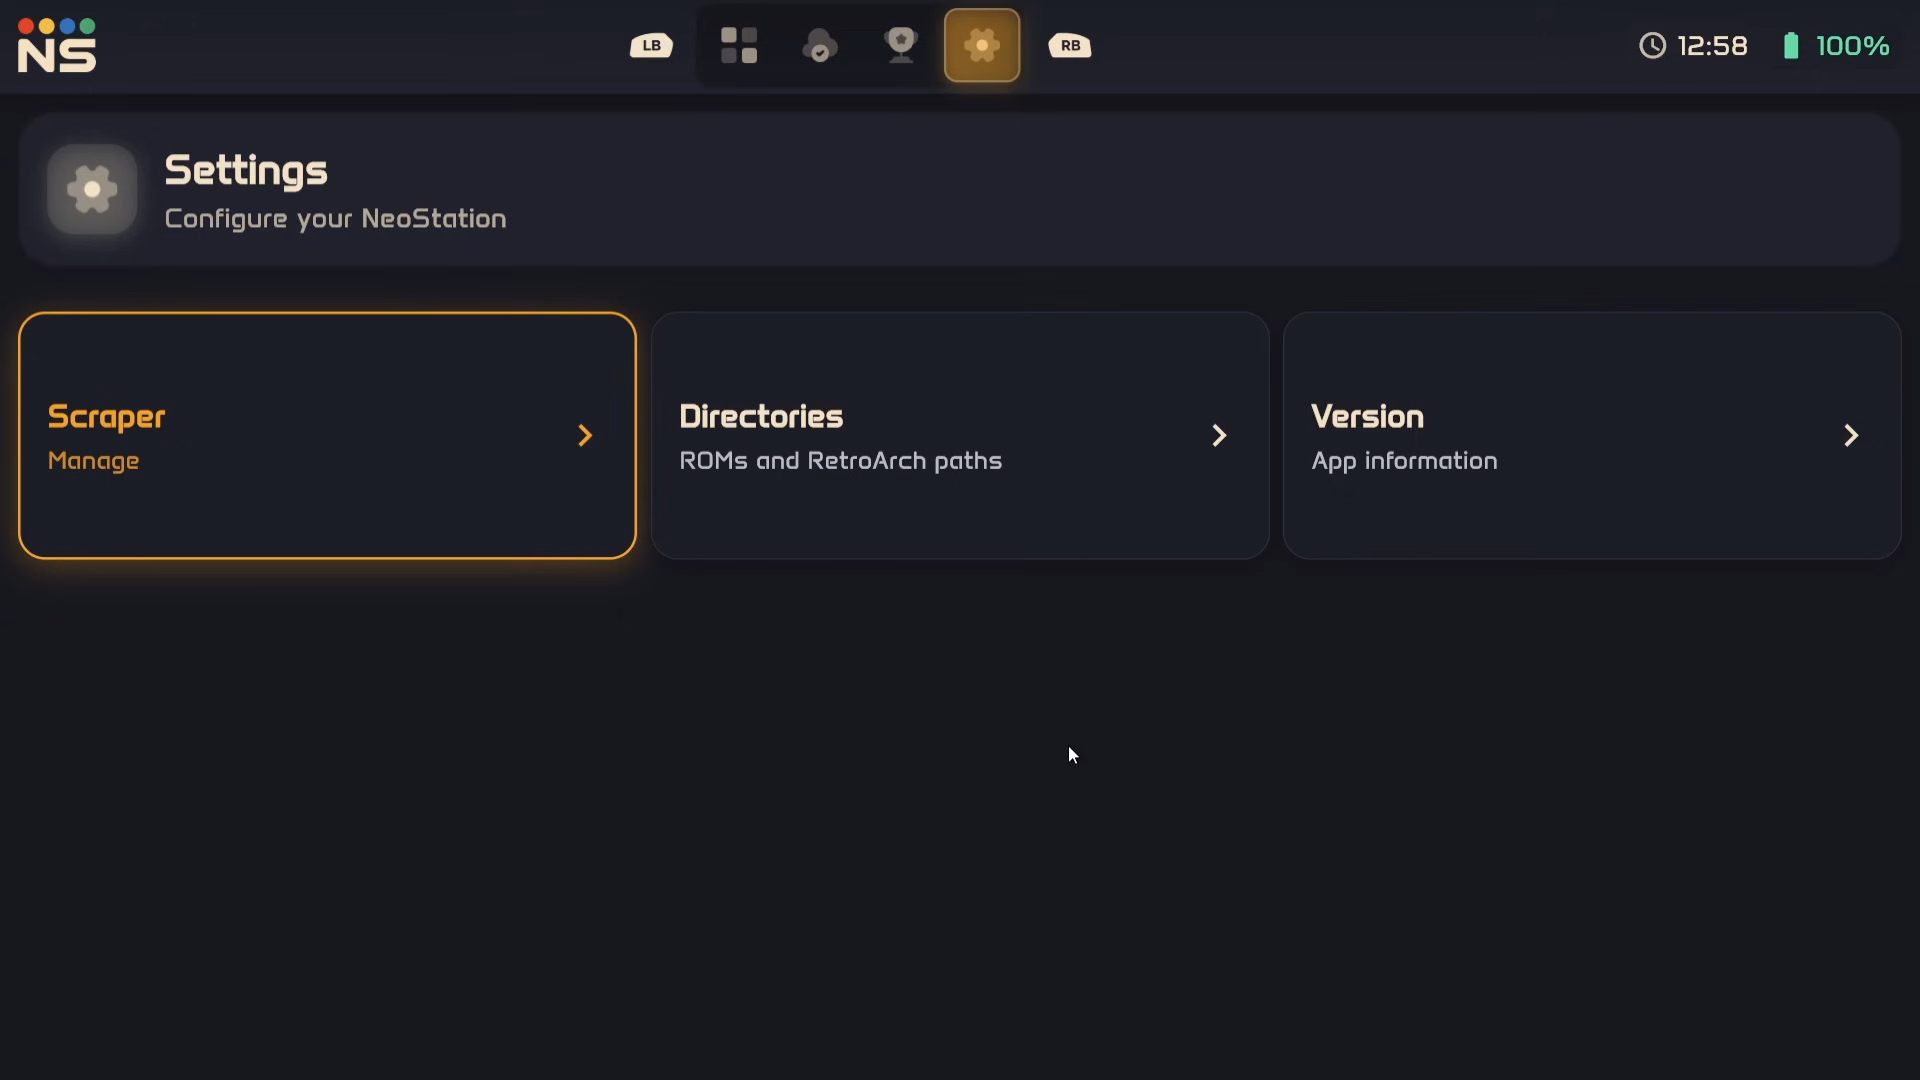 NS
LB
RB
12:58
100%
Settings
Configure your NeoStation
Scraper
Manage
Directories
ROMs and RetroArch paths
Version
App information